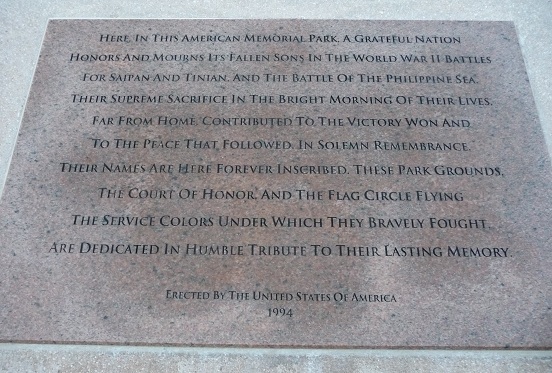 Here, In This American Memorial Park, A Grateful Nation
Honors And Mourns Its Fallen Sons In The World War II Battles
For Saipan And Tinian, And The Battle Of The Philippine Sea.
Their Supreme Sacrifice In The Bright Morning Of Their Lives,
Far From Home, Contributed To The Victory Won And
To The Peace That Followed. In Solemn Remembrance,
Their Names Are Here Forever Inscribed. These Park Grounds,
The Court Of Honor, And The Flag Circle Flying
The Service Colors Under Which They Bravely Fought,
Are Dedicated In Humble Tribute To Their Lasting Memory.
Erected By The United States Of America
1994